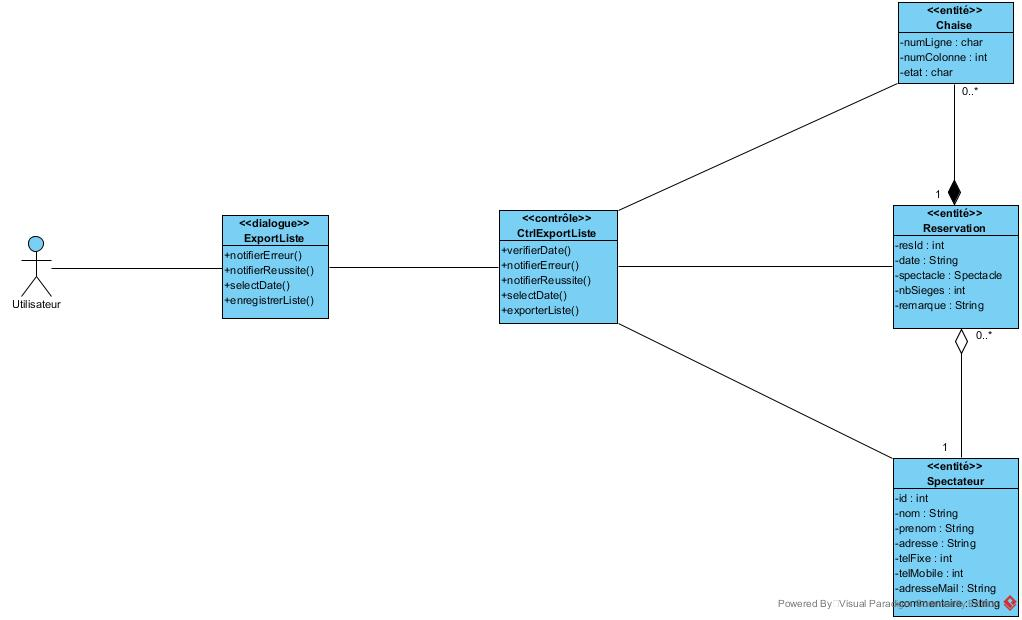 <<entité>>
Chaise
-numLigne : char
-numColonne : int
-etat : char
0..*
1
<<entité>>
Reservation
-resId : int
-date : String
-spectacle : Spectacle
-nbSieges : int
-remarque : String
0..*
1
<<entité>>
Spectateur
-id : int
-nom : String
-prenom : String
-adresse : String
-telFixe : int
-telMobile : int
-adresseMail : String
-commentaire : String
<<contrôle>>
CtrlExportListe
+verifierDate()
+notifierErreur()
+notifierReussite()
+selectDate()
+exporterListe()
<<dialogue>>
ExportListe
+notifierErreur()
+notifierReussite()
+selectDate()
+enregistrerListe()
Utilisateur
Powered By Visual Paradigm